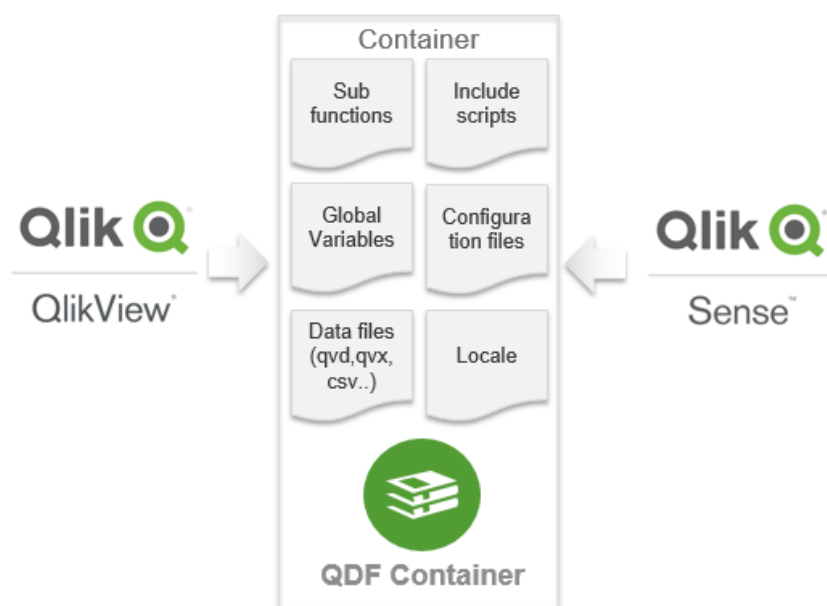 Container
Sub
functions
Include
scripts
Global
Variables
Configura
tion files
Data files
(qvd,qvx,
csv..)
Locale
QDF Container
Qlik
QlikView
Qlik
Sense™